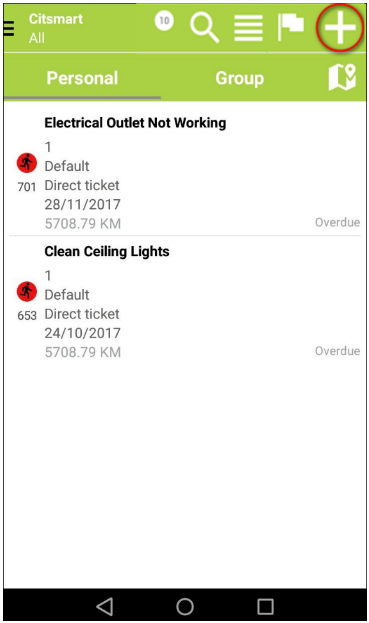 Citsmart
All
10
Personal
Group
Electrical Outlet Not Working
1
Default
701
Direct ticket
28/11/2017
5708.79 KM
Overdue
Clean Ceiling Lights
1
Default
653
Direct ticket
24/10/2017
5708.79 KM
Overdue